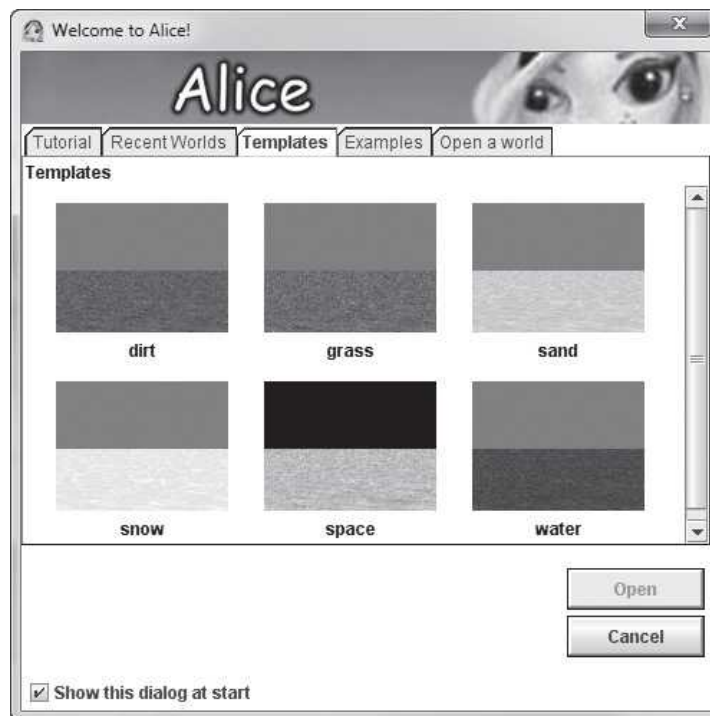 Welcome to Alice!
Alice
Tutorial Recent Worlds Templates Examples Open a world
Templates
dirt grass sand
snow space water
Open
Cancel
Show this dialog at start